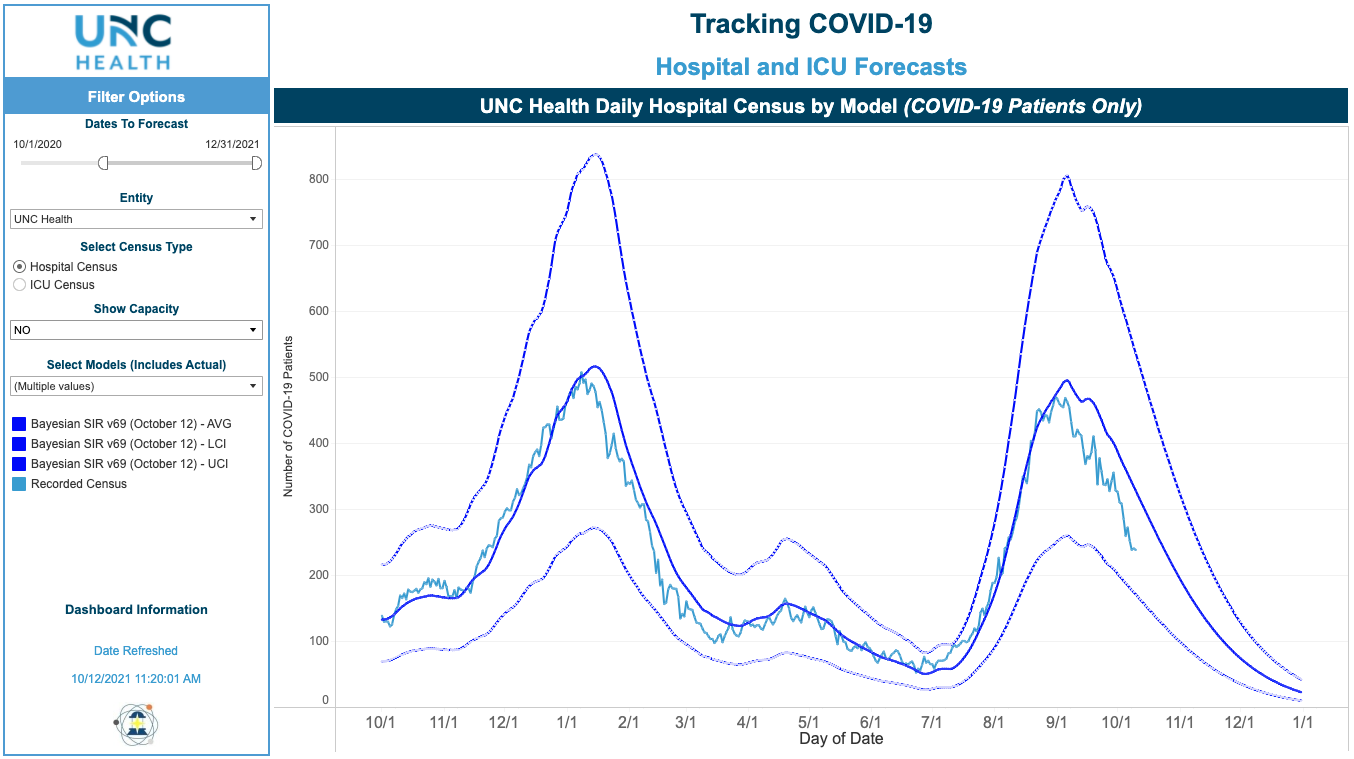 UNC
HEALTH
Filter Options
Dates To Forecast
10/1/2020 12/31/2021
Entity
UNC Health
Select Census Type
Hospital Census
ICU Census
Show Capacity
NO
Select Models (Includes Actual)
(Multiple values)
Bayesian SIR v69 (October 12) - AVG
Bayesian SIR v69 (October 12) - LCI
Bayesian SIR v69 (October 12) - UCI
Recorded Census
Dashboard Information
Date Refreshed
10/12/2021 11:20:01 AM
Tracking COVID-19
Hospital and ICU Forecasts
UNC Health Daily Hospital Census by Model (COVID-19 Patients Only)
Number of COVID-19 Patients
800
700
600
500
400
300
200
100
0
10/1 11/1 12/1 1/1 2/1 3/1 4/1 5/1 6/1 7/1 8/1 9/1 10/1 11/1 12/1 1/1
Day of Date